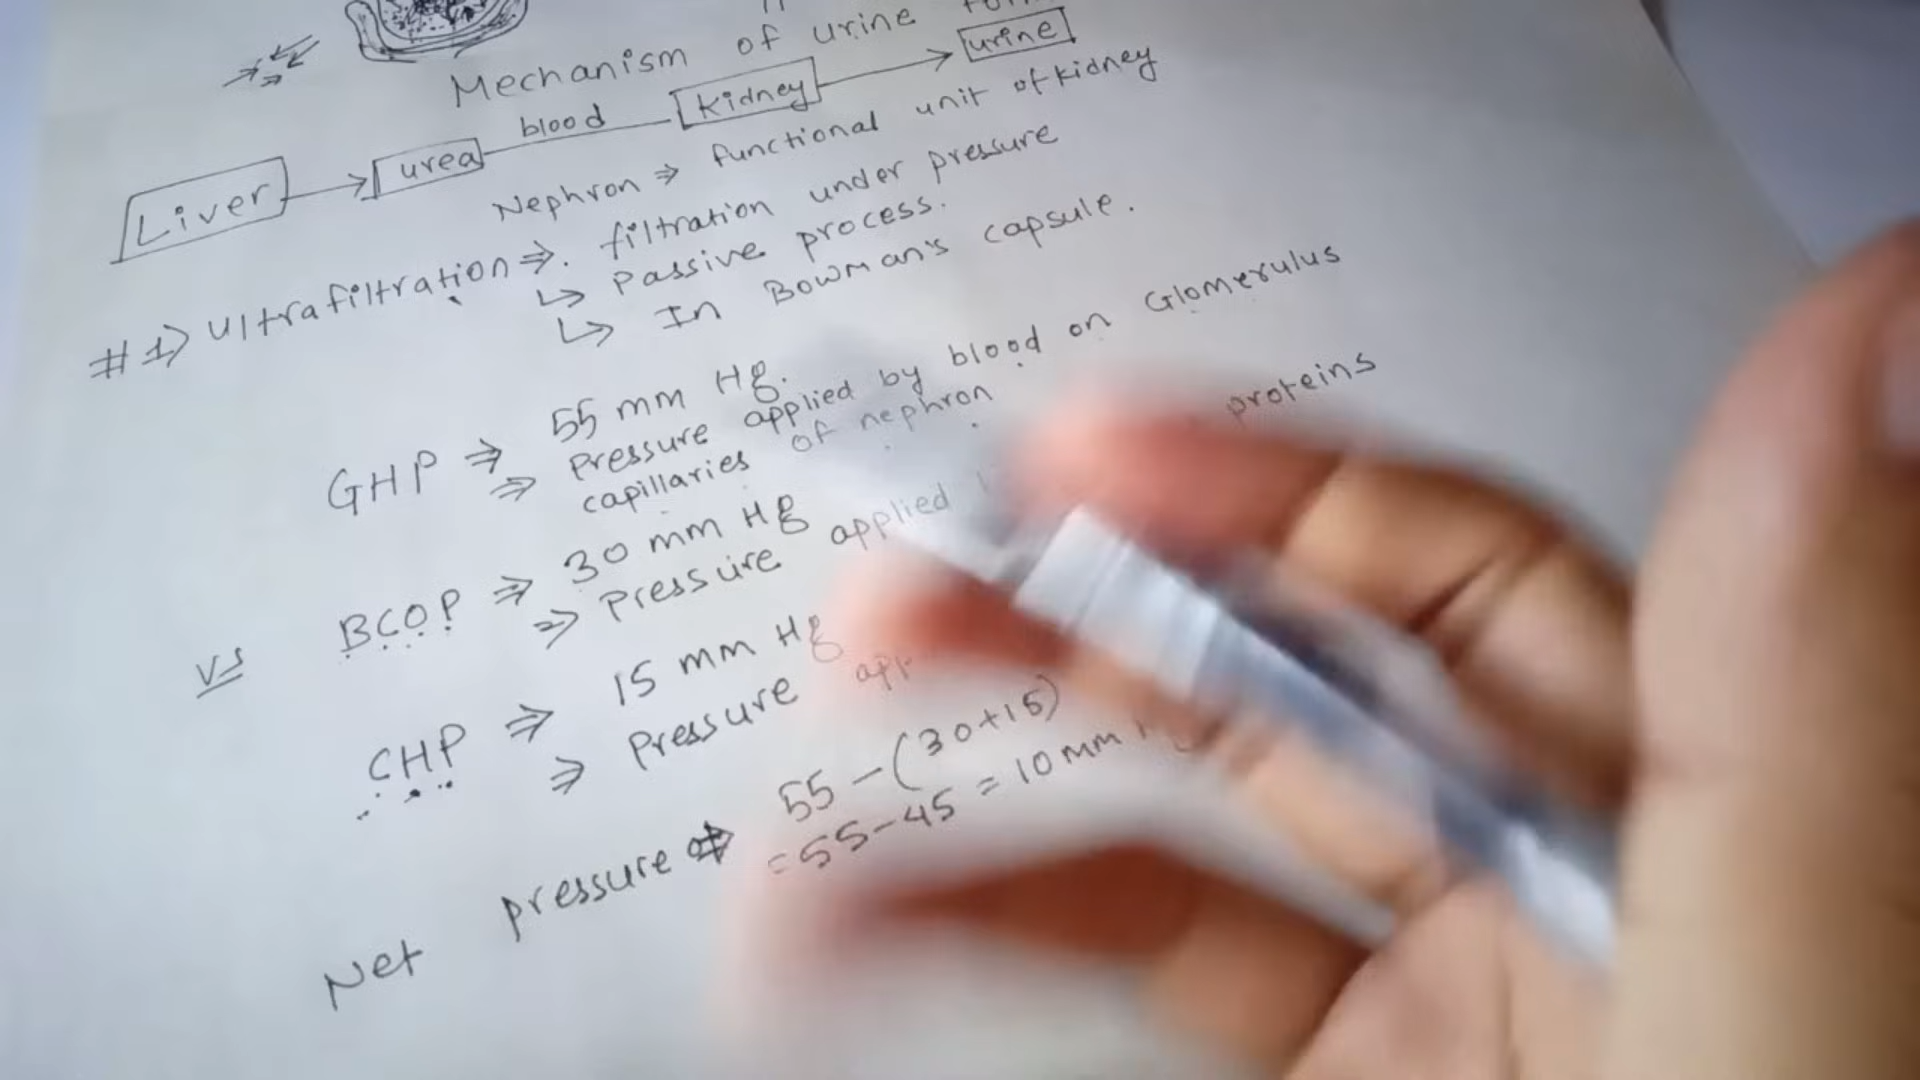 Mechanism of urine
Liver → urea blood kidney → urine
Nephron ⇒ functional unit of kidney
#1) Ultrafiltration ⇒. filtration under pressure
↳ Passive process.
↳ In Bowman's capsule.
GHP ⇒ 55 mm Hg.
⇒ Pressure applied by blood on Glomerulus
capillaries of nephron
BCOP ⇒ 30 mm Hg
⇒ Pressure applied proteins
vs
CHP ⇒ 15 mm Hg
⇒ Pressure
Net pressure ⇒ 55-(30+15)
=55-45 = 10 mm